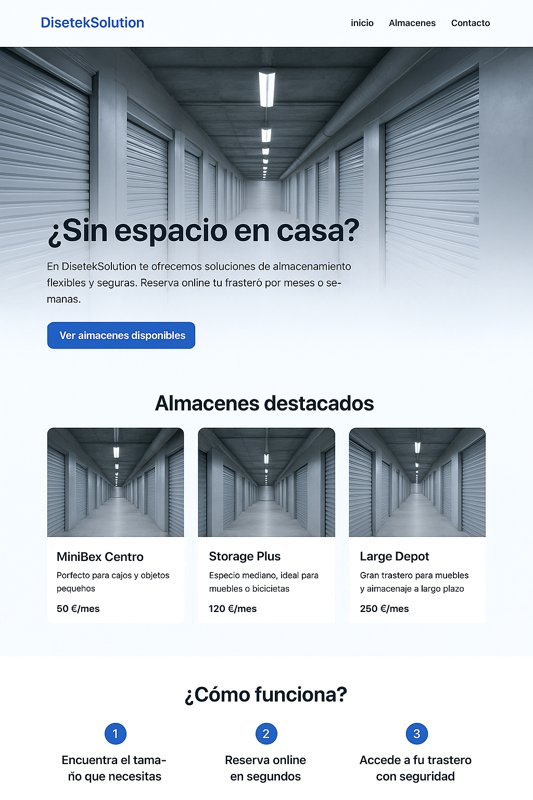 DisetekSolution
inicio Almacenes Contacto
¿Sin espacio en casa?
En DisetekSolution te ofrecemos soluciones de almacenamiento
flexibles y seguras. Reserva online tu frasteró por meses o se-
manas.
Ver aimacenes disponibles
Almacenes destacados
MiniBex Centro
Porfecto para cajos y objetos
pequehos
50 €/mes
Storage Plus
Especio mediano, ideal para
muebles o bicicietas
120 €/mes
Large Depot
Gran trastero para muebles
y aimacenaje a largo plazo
250 €/mes
¿Cómo funciona?
1
Encuentra el tama-
ño que necesitas
2
Reserva online
en segundos
3
Accede a fu trastero
con seguridad